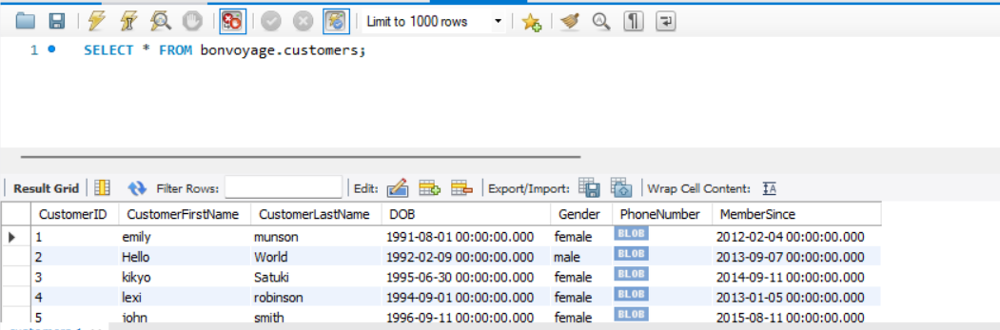 Limit to 1000 rows
1 SELECT * FROM bonvoyage.customers;
Result Grid Filter Rows: Edit: Export/Import: Wrap Cell Content: IA
CustomerID CustomerFirstName CustomerLastName DOB Gender PhoneNumber MemberSince
1 emily munson 1991-08-01 00:00:00.000 female BLOB 2012-02-04 00:00:00.000
2 Hello World 1992-02-09 00:00:00.000 male BLOB 2013-09-07 00:00:00.000
3 kikyo Satuki 1995-06-30 00:00:00.000 female BLOB 2014-09-11 00:00:00.000
4 lexi robinson 1994-09-01 00:00:00.000 female BLOB 2013-01-05 00:00:00.000
5 john smith 1996-09-11 00:00:00.000 female BLOB 2015-08-11 00:00:00.000